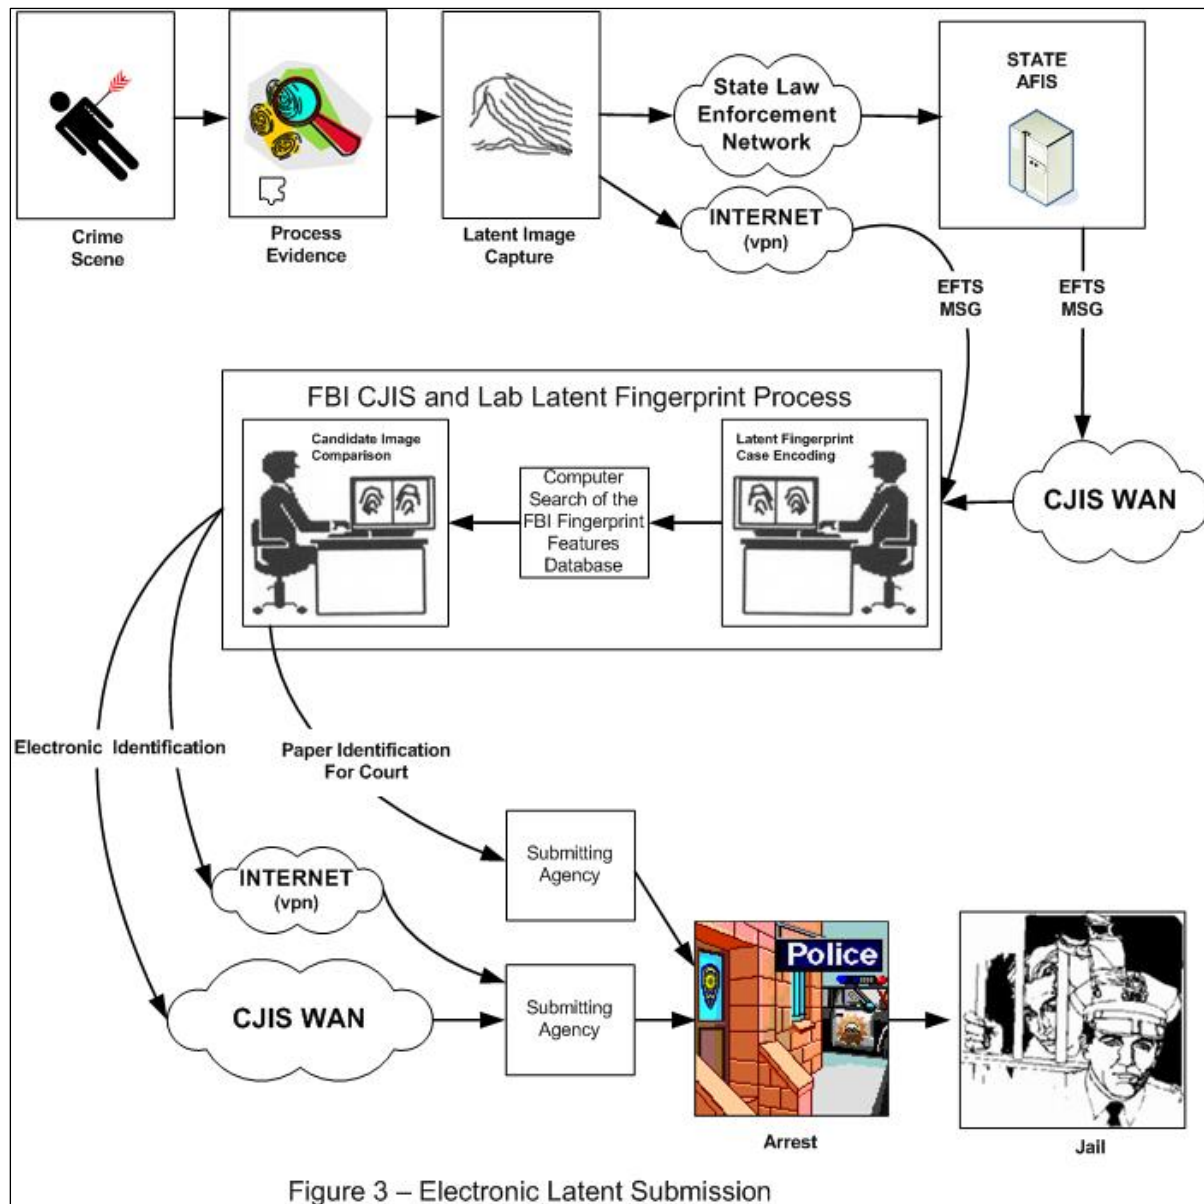 Crime
Scene
Process
Evidence
Latent Image
Capture
State Law
Enforcement
Network
INTERNET
(vpn)
STATE
AFIS
EFTS
MSG
EFTS
MSG
CJIS WAN
FBI CJIS and Lab Latent Fingerprint Process
Candidate Image
Comparison
Computer
Search of the
FBI Fingerprint
Features
Database
Latent Fingerprint
Case Encoding
Electronic Identification
Paper Identification
For Court
INTERNET
(vpn)
CJIS WAN
Submitting
Agency
Submitting
Agency
Police
Arrest
Jail
Figure 3 – Electronic Latent Submission